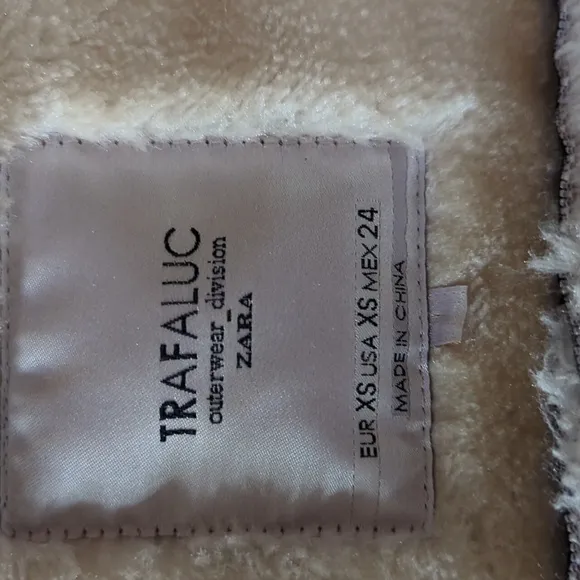 TRAFALUC
outerwear_division
ZARA
EUR XS USA XS MEX 24
MADE IN CHINA